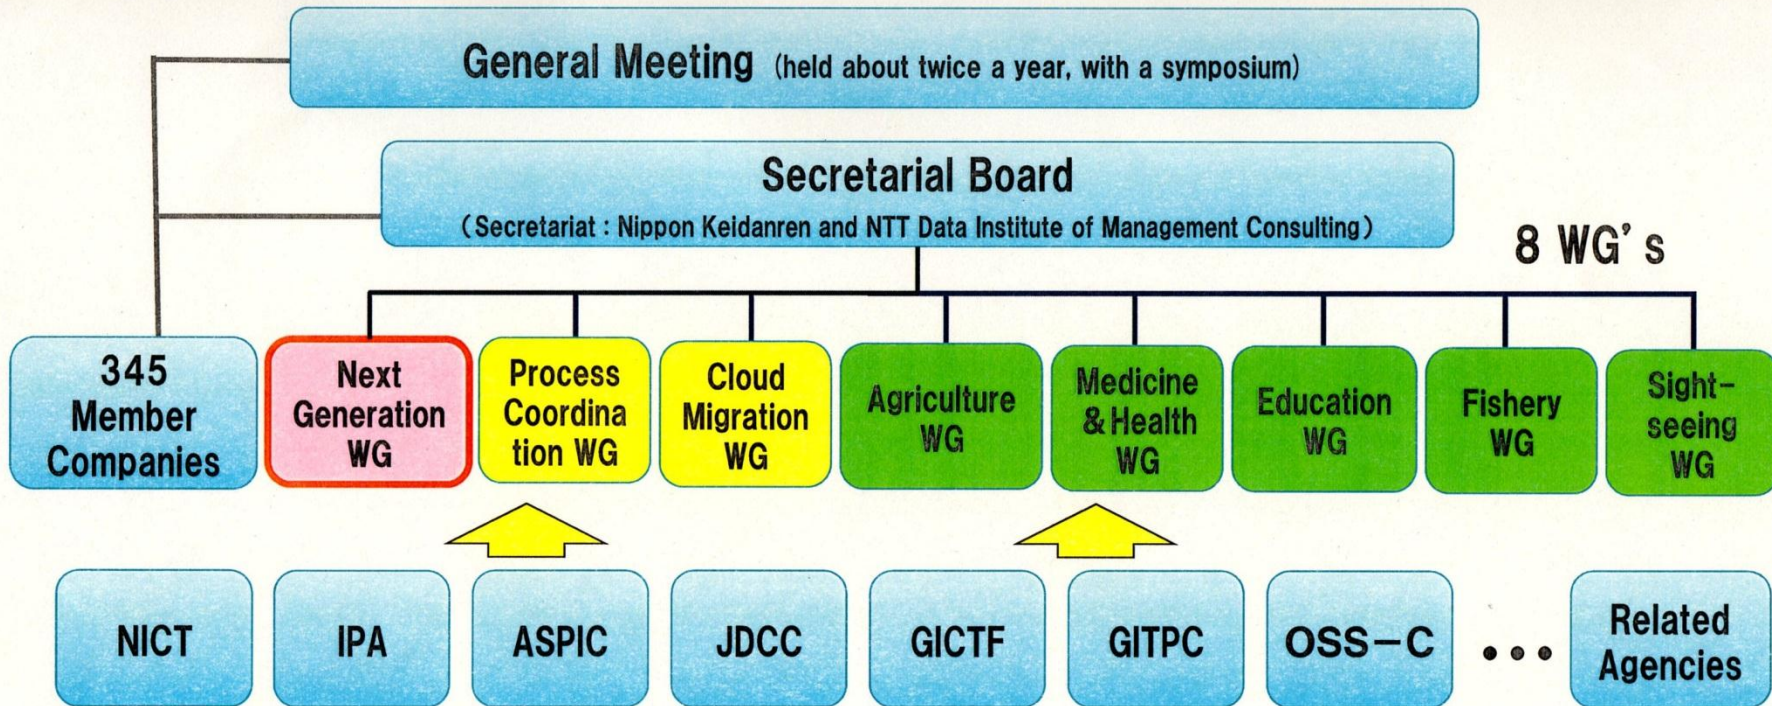 General Meeting (held about twice a year, with a symposium)
Secretarial Board
(Secretariat : Nippon Keidanren and NTT Data Institute of Management Consulting)
8 WG's
345
Member
Companies
Next
Generation
WG
Process
Coordina
tion WG
Cloud
Migration
WG
Agriculture
WG
Medicine
&Health
WG
Education
WG
Fishery
WG
Sight-
seeing
WG
NICT
IPA
ASPIC
JDCC
GICTF
GITPC
OSS-C
•••
Related
Agencies